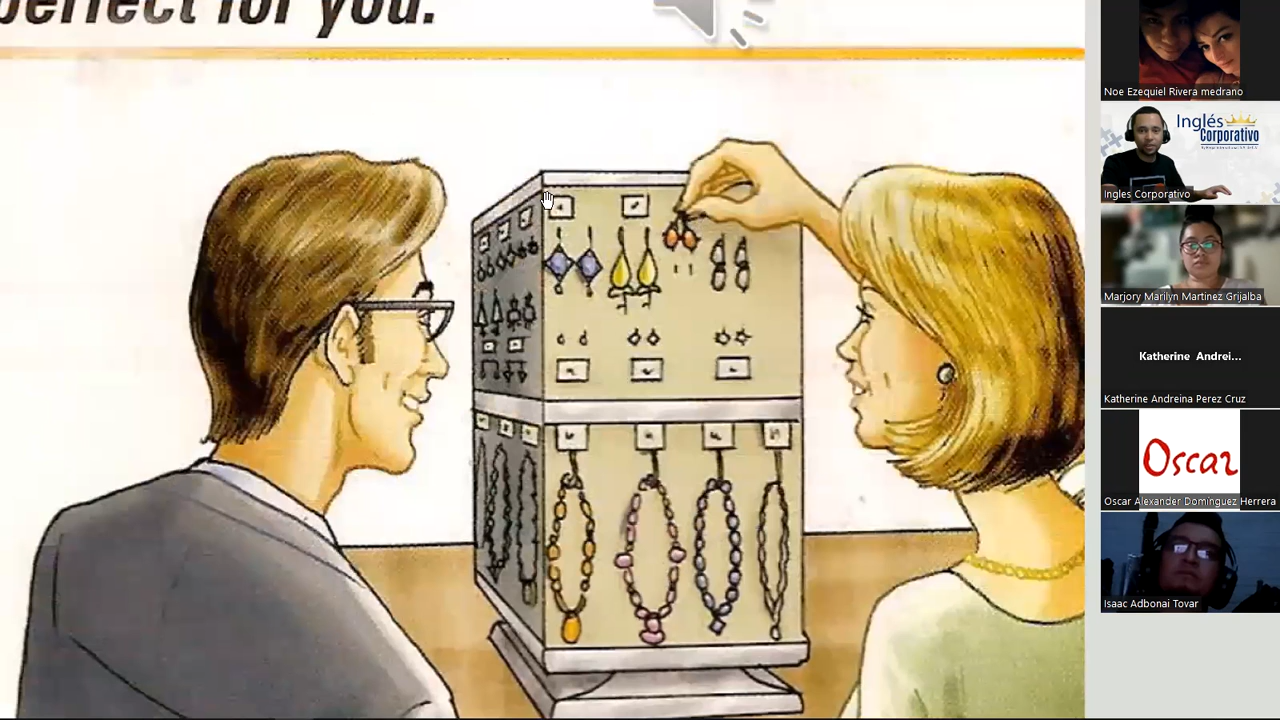 perfect for you.
Noe Ezequiel Rivera medrano
Inglés
Corporativo
Ingles Corporativo
Marjory Marilyn Martinez Grijalba
Katherine Andrei...
Katherine Andreina Perez Cruz
Oscar
Oscar Alexander Dominguez Herrera
Isaac Adbonai Tovar